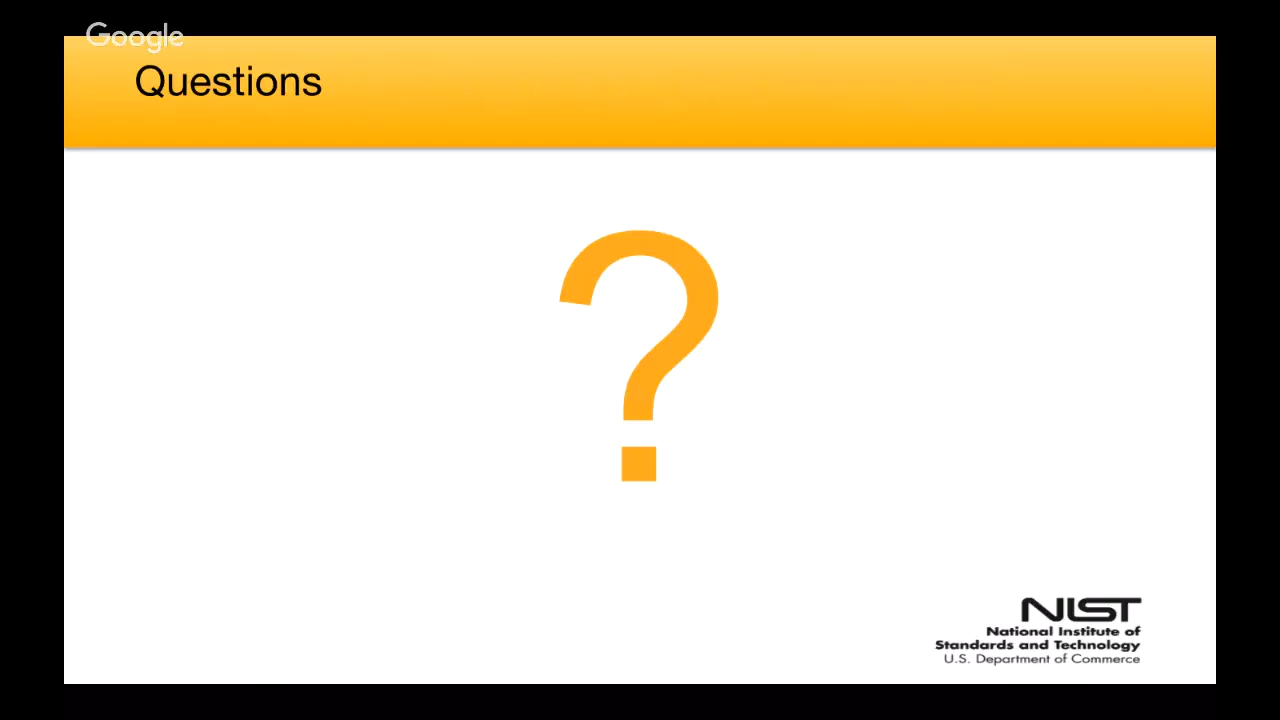 Google
Questions
?
NIST
National Institute of
Standards and Technology
U.S. Department of Commerce